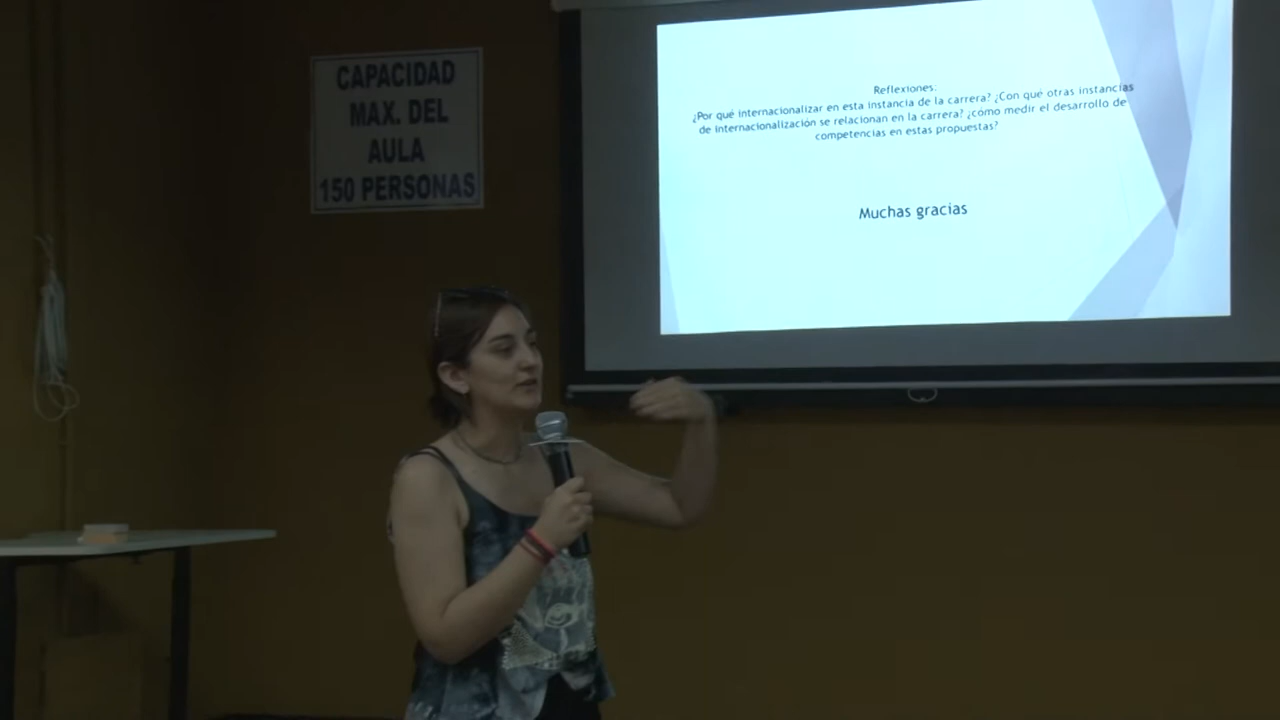 CAPACIDAD
MAX. DEL
AULA
150 PERSONAS
Reflexiones:
¿Por qué internacionalizar en esta instancia de la carrera? ¿Con qué otras instancias
de internacionalización se relacionan en la carrera? ¿cómo medir el desarrollo de
competencias en estas propuestas?
Muchas gracias